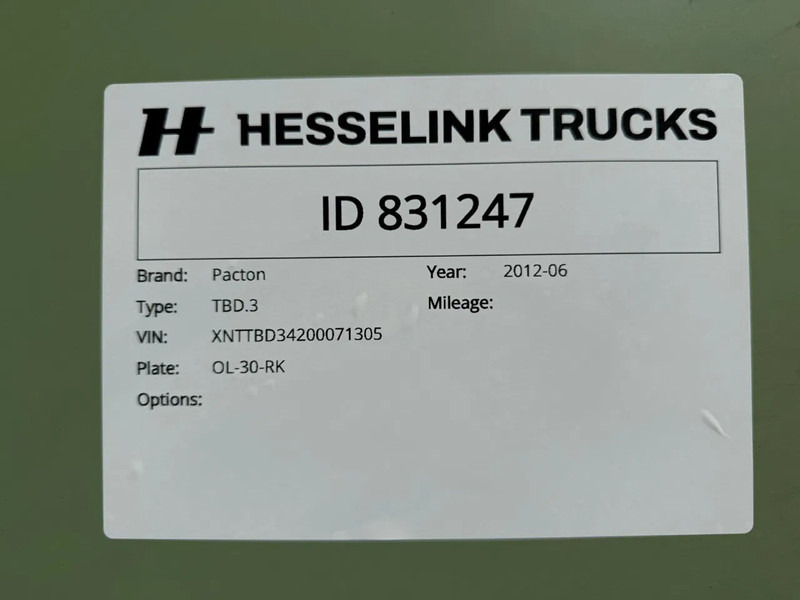 H HESSELINK TRUCKS
ID 831247
Brand: Pacton Year: 2012-06
Type: TBD.3 Mileage:
VIN: XNTTBD34200071305
Plate: OL-30-RK
Options: